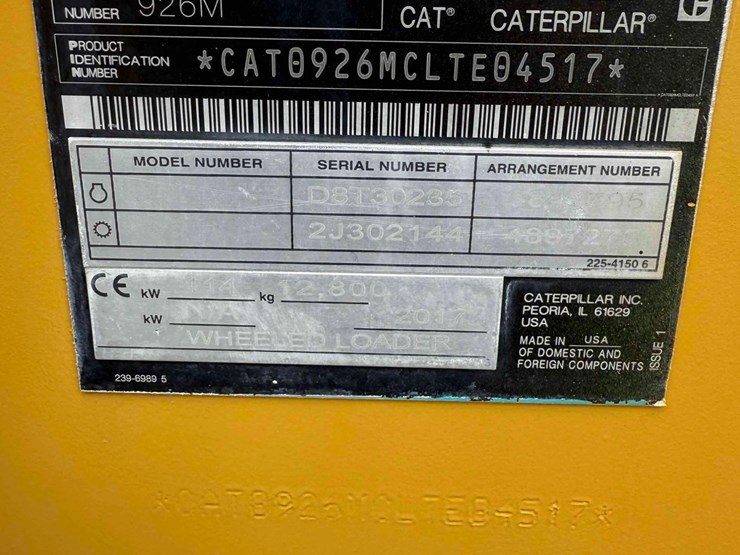 NUMBER 926M
CAT® CATERPILLAR®
PRODUCT
IDENTIFICATION
NUMBER
*CAT0926MCLTE04517*
MODEL NUMBER SERIAL NUMBER ARRANGEMENT NUMBER
D8T30235
2J302144
225-4150 6
CE kW 114 kg 12,800
kW N/A
WHEELED LOADER
239-6989 5
CATERPILLAR INC.
PEORIA, IL 61629
USA
MADE IN USA
OF DOMESTIC AND
FOREIGN COMPONENTS
ISSUE 1
*CAT0926MCLTE04517*